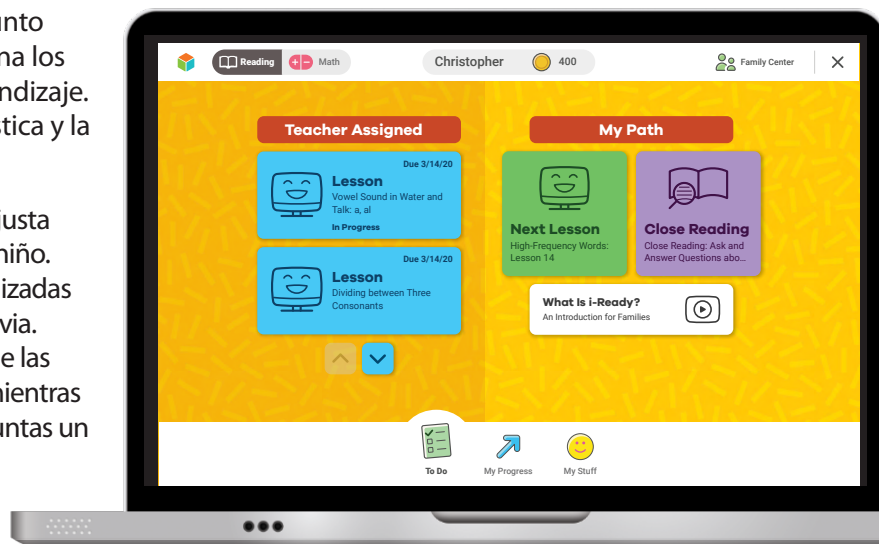 unto
na los
ndizaje.
stica y la
justa
niño.
izadas
via.
e las
mientras
untas un
Reading
Math
Christopher
400
Family Center
Teacher Assigned
Due 3/14/20
Lesson
Vowel Sound in Water and
Talk: a, al
In Progress
Due 3/14/20
Lesson
Dividing between Three
Consonants
My Path
Next Lesson
High-Frequency Words:
Lesson 14
Close Reading
Close Reading: Ask and
Answer Questions abo...
What Is i-Ready?
An Introduction for Families
To Do
My Progress
My Stuff